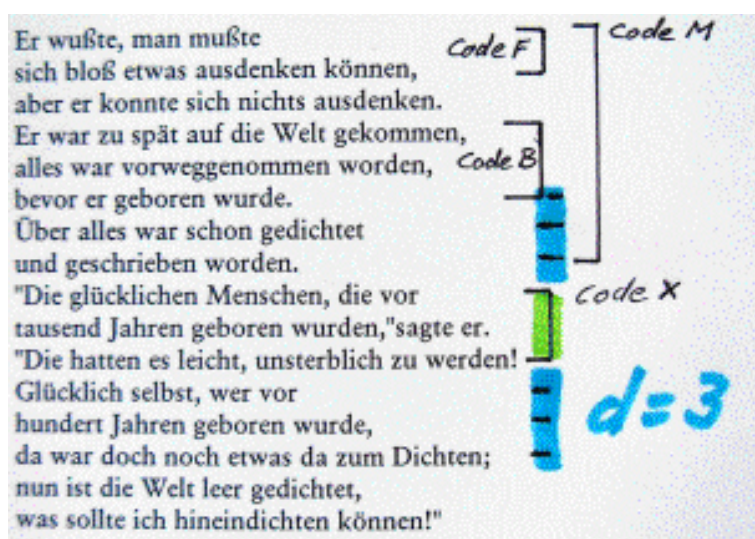 Er wußte, man mußte
sich bloß etwas ausdenken können,
aber er konnte sich nichts ausdenken.
Er war zu spät auf die Welt gekommen,
alles war vorweggenommen worden,
bevor er geboren wurde.
Über alles war schon gedichtet
und geschrieben worden.
"Die glücklichen Menschen, die vor
tausend Jahren geboren wurden,"sagte er.
"Die hatten es leicht, unsterblich zu werden!
Glücklich selbst, wer vor
hundert Jahren geboren wurde,
da war doch noch etwas da zum Dichten;
nun ist die Welt leer gedichtet,
was sollte ich hineindichten können!"
Code F
Code M
Code B
Code X
d=3